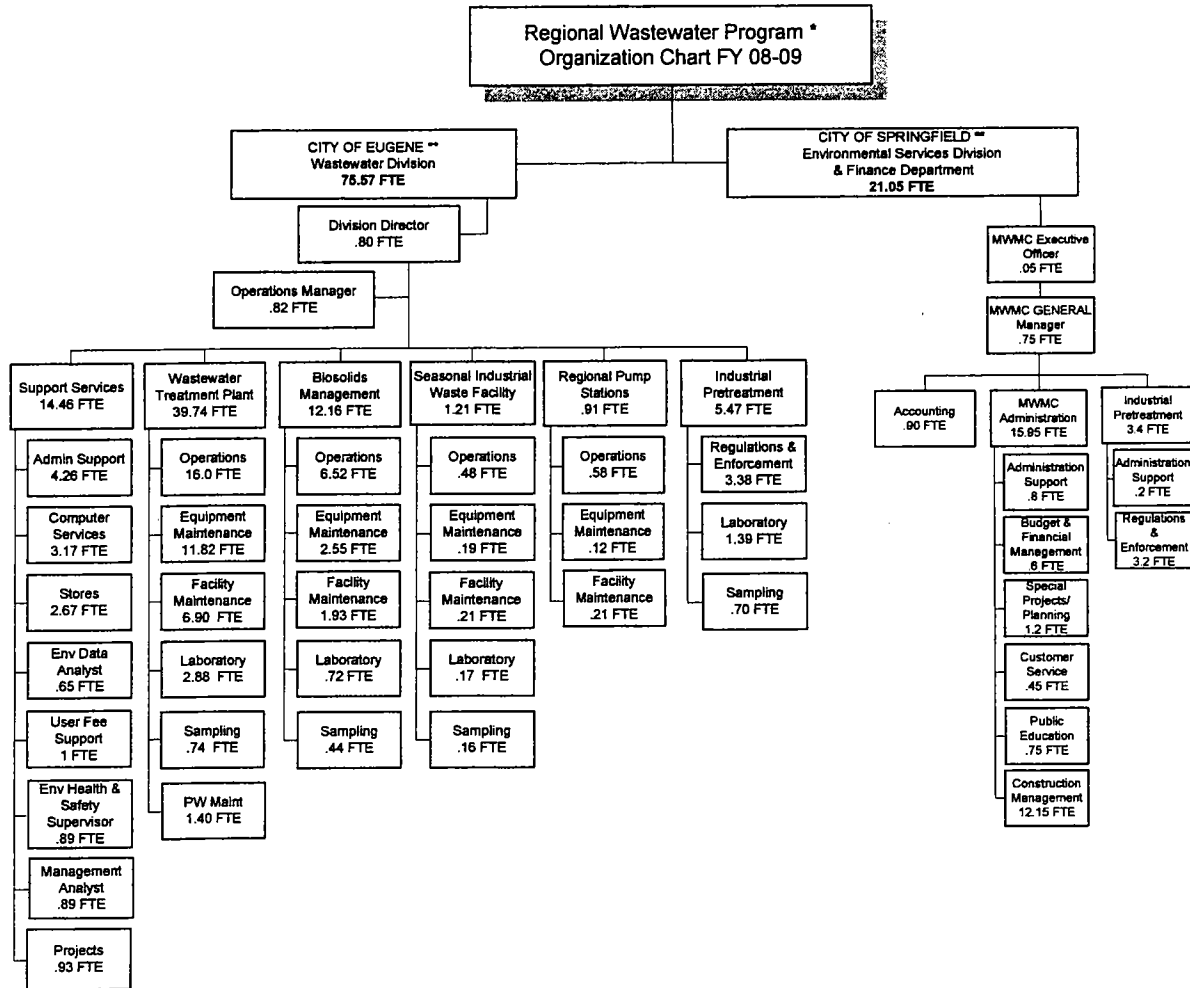 Regional Wastewater Program *
Organization Chart FY 08-09
CITY OF EUGENE **
Wastewater Division
75.57 FTE
CITY OF SPRINGFIELD **
Environmental Services Division
& Finance Department
21.05 FTE
Division Director
.80 FTE
Operations Manager
.82 FTE
MWMC Executive
Officer
.05 FTE
MWMC GENERAL
Manager
.75 FTE
Support Services
14.46 FTE
Admin Support
4.26 FTE
Computer
Services
3.17 FTE
Stores
2.67 FTE
Env Data
Analyst
.65 FTE
User Fee
Support
1 FTE
Env Health &
Safety
Supervisor
.89 FTE
Management
Analyst
.89 FTE
Projects
.93 FTE
Wastewater
Treatment Plant
39.74 FTE
Operations
16.0 FTE
Equipment
Maintenance
11.82 FTE
Facility
Maintenance
6.90 FTE
Laboratory
2.88 FTE
Sampling
.74 FTE
PW Maint
1.40 FTE
Biosolids
Management
12.16 FTE
Operations
6.52 FTE
Equipment
Maintenance
2.55 FTE
Facility
Maintenance
1.93 FTE
Laboratory
.72 FTE
Sampling
.44 FTE
Seasonal Industrial
Waste Facility
1.21 FTE
Operations
.48 FTE
Equipment
Maintenance
.19 FTE
Facility
Maintenance
.21 FTE
Laboratory
.17 FTE
Sampling
.16 FTE
Regional Pump
Stations
.91 FTE
Operations
.58 FTE
Equipment
Maintenance
.12 FTE
Facility
Maintenance
.21 FTE
Industrial
Pretreatment
5.47 FTE
Regulations &
Enforcement
3.38 FTE
Laboratory
1.39 FTE
Sampling
.70 FTE
Accounting
.90 FTE
MWMC
Administration
15.95 FTE
Administration
Support
.8 FTE
Budget &
Financial
Management
.6 FTE
Special
Projects/
Planning
1.2 FTE
Customer
Service
.45 FTE
Public
Education
.75 FTE
Construction
Management
12.15 FTE
Industrial
Pretreatment
3.4 FTE
Administration
Support
.2 FTE
Regulations
&
Enforcement
3.2 FTE